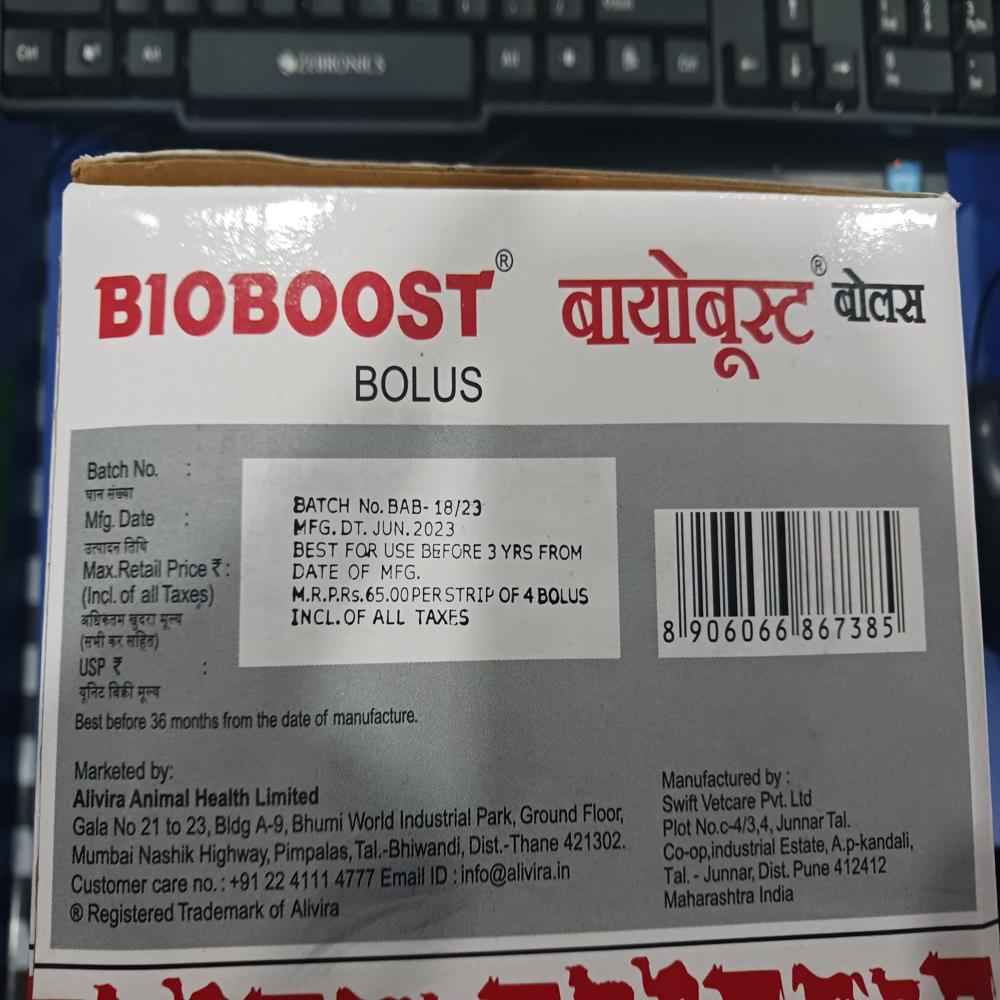 Ctrl
Alt
ZEBRONICS
Alt
Ctrl
BIOBOOST®
BOLUS
बायोबूस्ट® बोलस
Batch No. :
घान संख्या
Mfg. Date :
उत्पादन तिथि
Max.Retail Price ₹ :
(Incl. of all Taxes)
अधिकतम खुदरा मूल्य
(सभी कर सहित)
USP ₹ :
यूनिट बिक्री मूल्य
BATCH No. BAB- 18/23
MFG. DT. JUN. 2023
BEST FOR USE BEFORE 3 YRS FROM
DATE OF MFG.
M.R.P.Rs. 65.00 PER STRIP OF 4 BOLUS
INCL. OF ALL TAXES
8 906066 867385
Best before 36 months from the date of manufacture.
Marketed by:
Alivira Animal Health Limited
Gala No 21 to 23, Bldg A-9, Bhumi World Industrial Park, Ground Floor,
Mumbai Nashik Highway, Pimpalas, Tal.-Bhiwandi, Dist.-Thane 421302.
Customer care no. : +91 22 4111 4777 Email ID : info@alivira.in
® Registered Trademark of Alivira
Manufactured by :
Swift Vetcare Pvt. Ltd
Plot No.c-4/3,4, Junnar Tal.
Co-op,industrial Estate, A.p-kandali,
Tal. - Junnar, Dist. Pune 412412
Maharashtra India